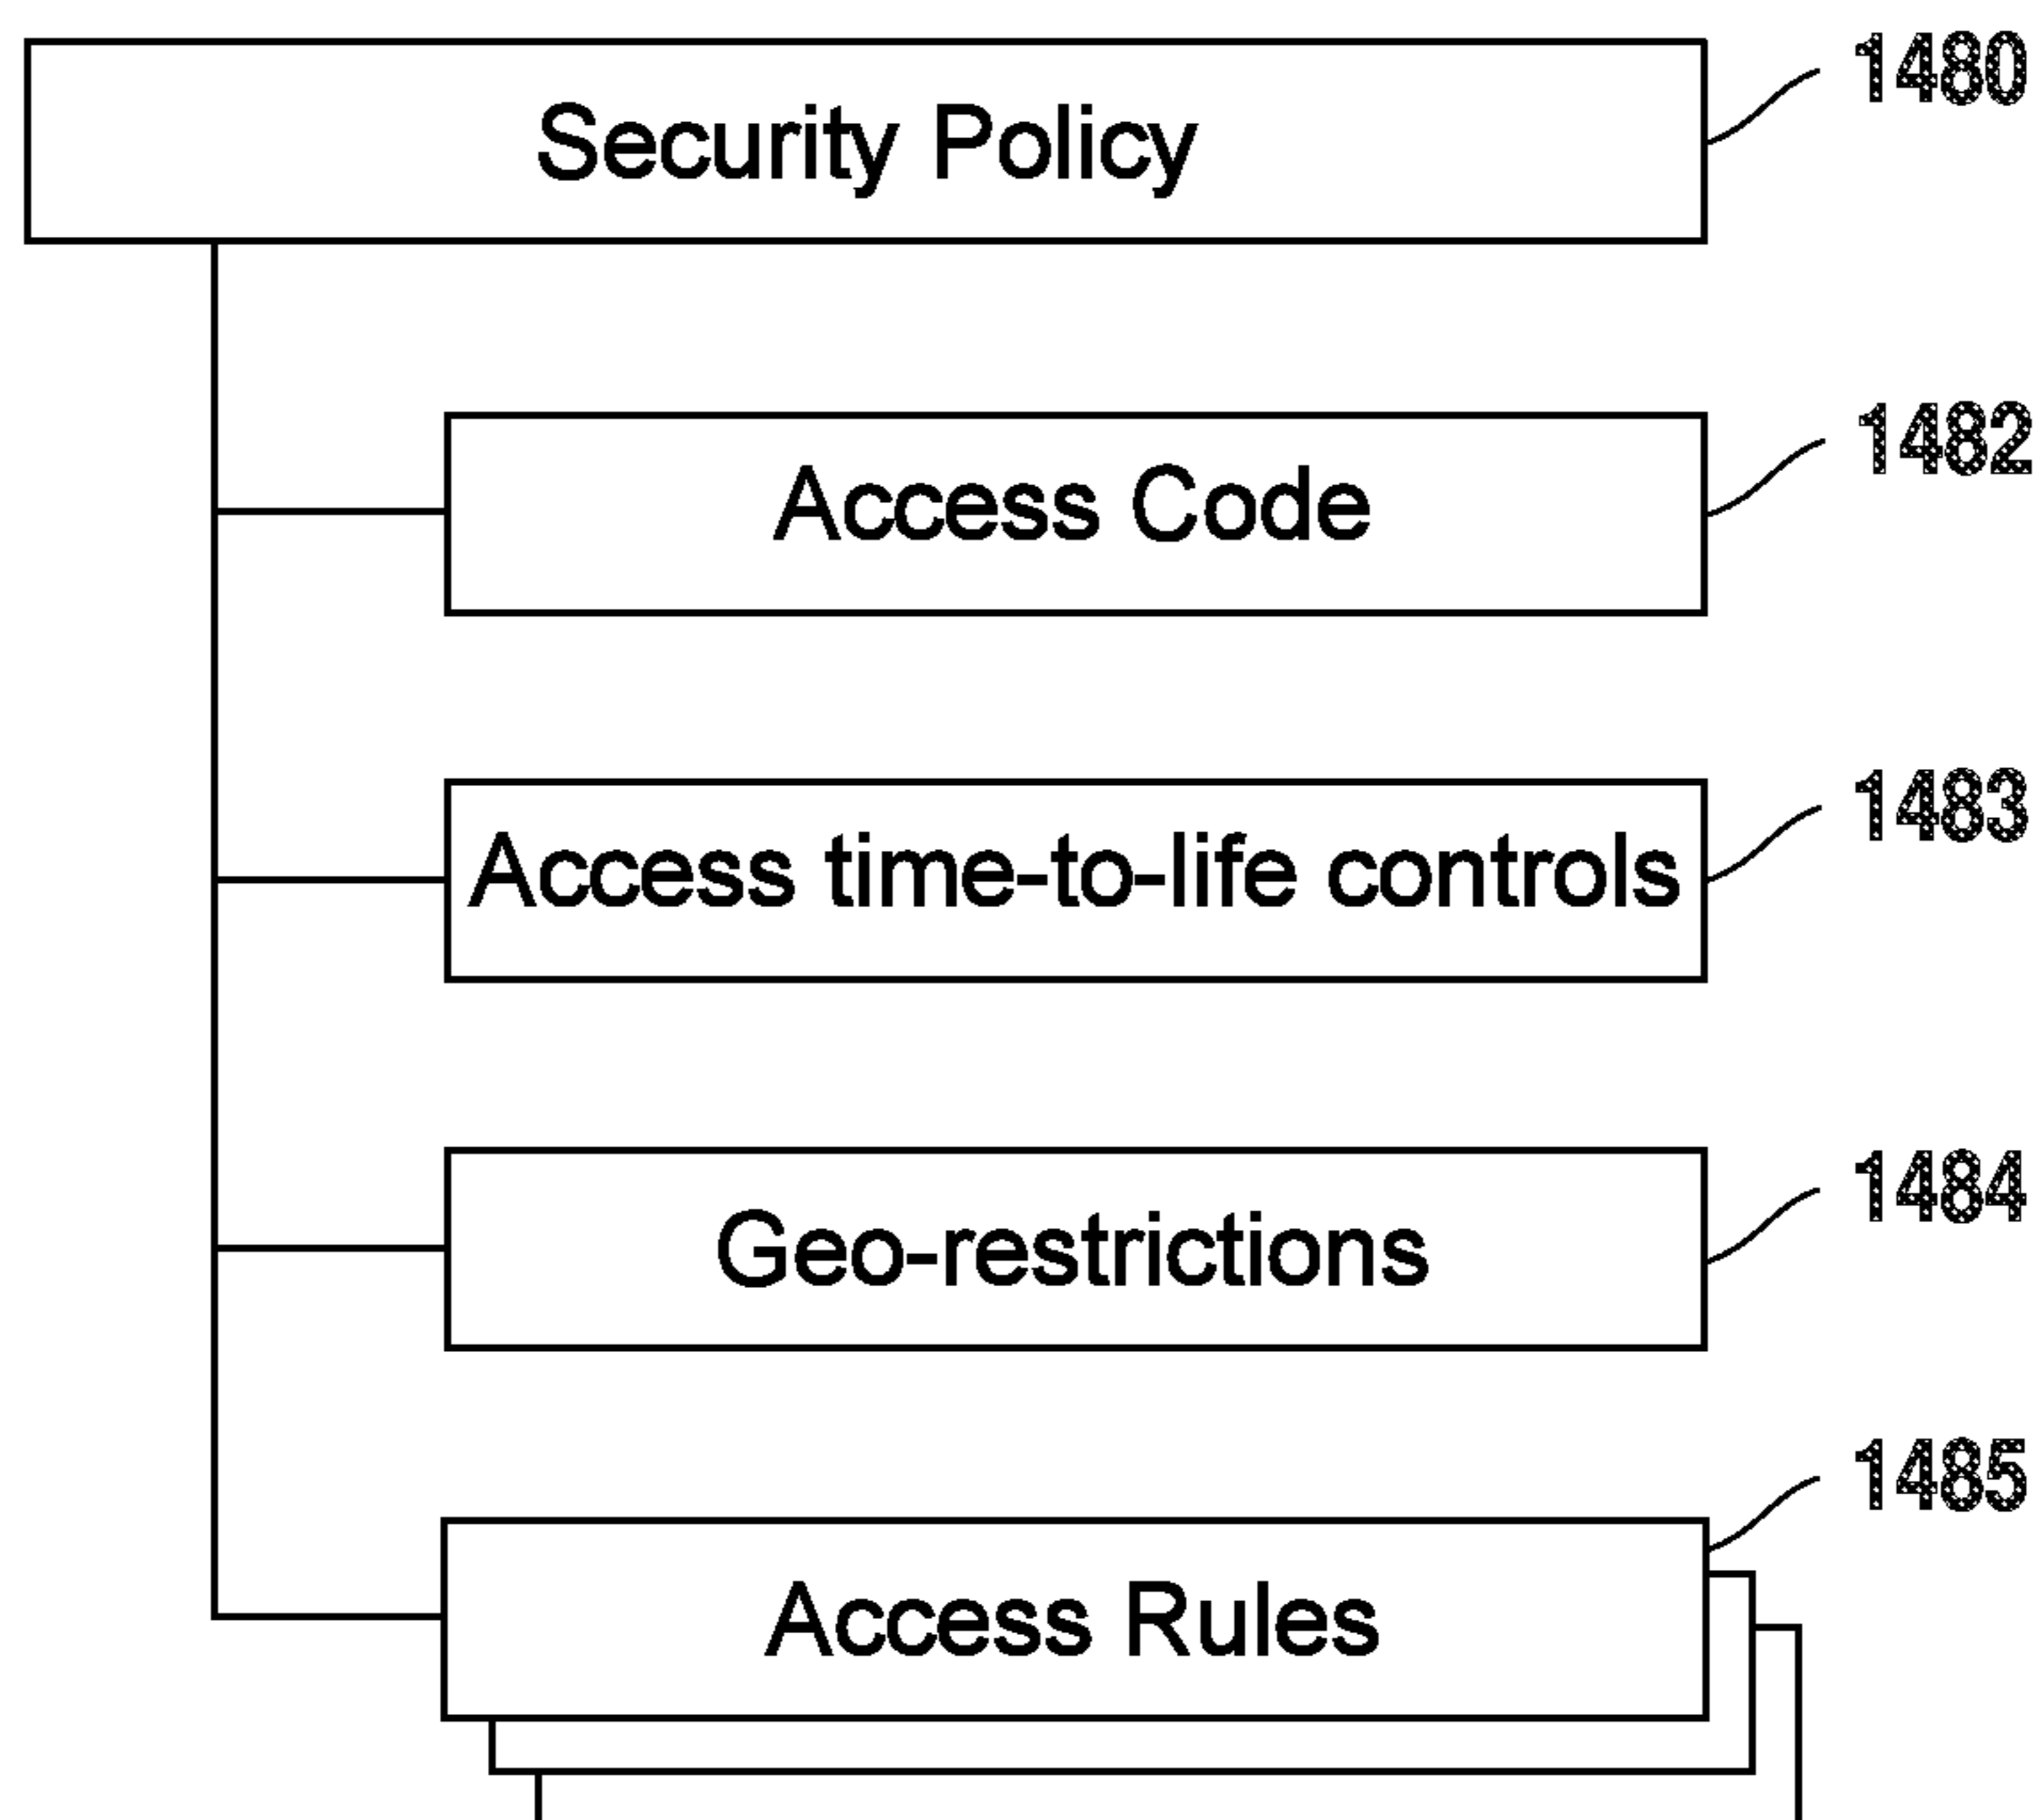 Security Policy
1480
Access Code
1482
Access time-to-life controls
1483
Geo-restrictions
1484
Access Rules
1485